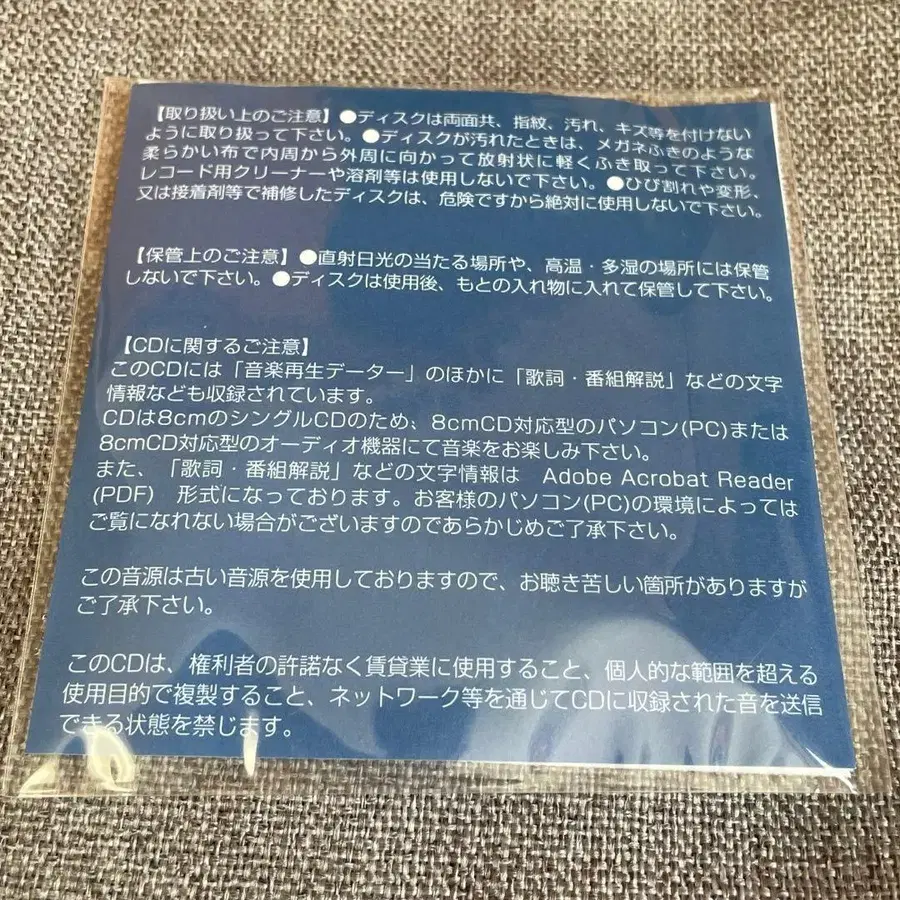 【取り扱い上のご注意】●ディスクは両面共、指紋、汚れ、キズ等を付けない
ように取り扱って下さい。●ディスクが汚れたときは、メガネふきのような
柔らかい布で内周から外周に向かって放射状に軽くふき取って下さい。
レコード用クリーナーや溶剤等は使用しないで下さい。●ひび割れや変形、
又は接着剤等で補修したディスクは、危険ですから絶対に使用しないで下さい。
【保管上のご注意】●直射日光の当たる場所や、高温・多湿の場所には保管
しないで下さい。●ディスクは使用後、もとの入れ物に入れて保管して下さい。
【CDに関するご注意】
このCDには「音楽再生データー」のほかに「歌詞・番組解説」などの文字
情報なども収録されています。
CDは8cmのシングルCDのため、8cmCD対応型のパソコン(PC)または
8cmCD対応型のオーディオ機器にて音楽をお楽しみ下さい。
また、「歌詞・番組解説」などの文字情報は Adobe Acrobat Reader
(PDF) 形式になっております。お客様のパソコン(PC)の環境によっては
ご覧になれない場合がございますのであらかじめご了承下さい。
この音源は古い音源を使用しておりますので、お聴き苦しい箇所がありますが
ご了承下さい。
このCDは、権利者の許諾なく賃貸業に使用すること、個人的な範囲を超える
使用目的で複製すること、ネットワーク等を通じてCDに収録された音を送信
できる状態を禁じます。